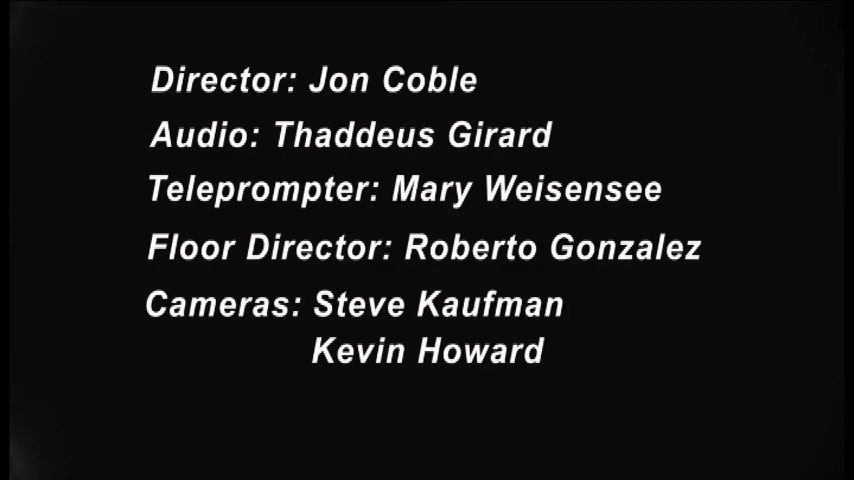 Director: Jon Coble
Audio: Thaddeus Girard
Teleprompter: Mary Weisensee
Floor Director: Roberto Gonzalez
Cameras: Steve Kaufman
Kevin Howard